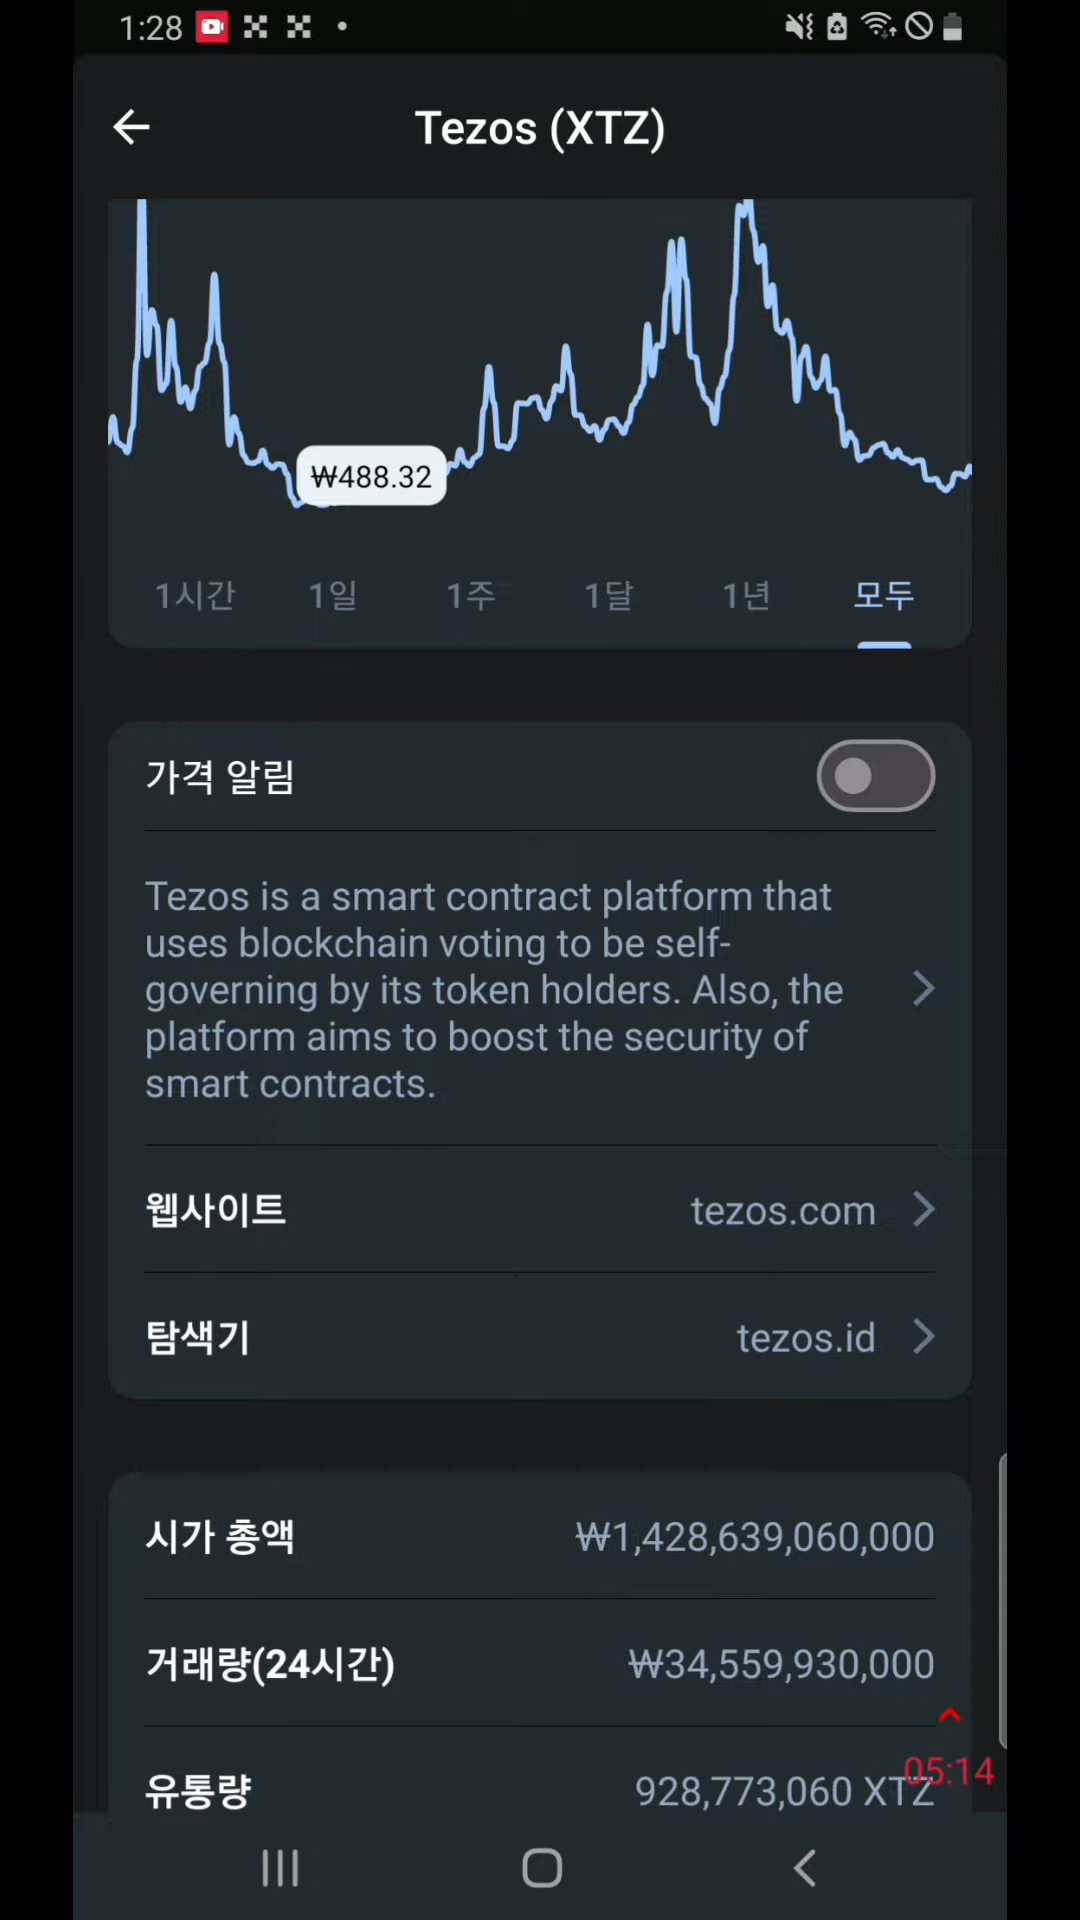 1:28
Tezos (XTZ)
₩488.32
1시간 1일 1주 1달 1년 모두
가격 알림
Tezos is a smart contract platform that
uses blockchain voting to be self-
governing by its token holders. Also, the
platform aims to boost the security of
smart contracts.
웹사이트 tezos.com
탐색기 tezos.id
시가 총액 ₩1,428,639,060,000
거래량(24시간) ₩34,559,930,000
유통량 928,773,060 XTZ
05:14